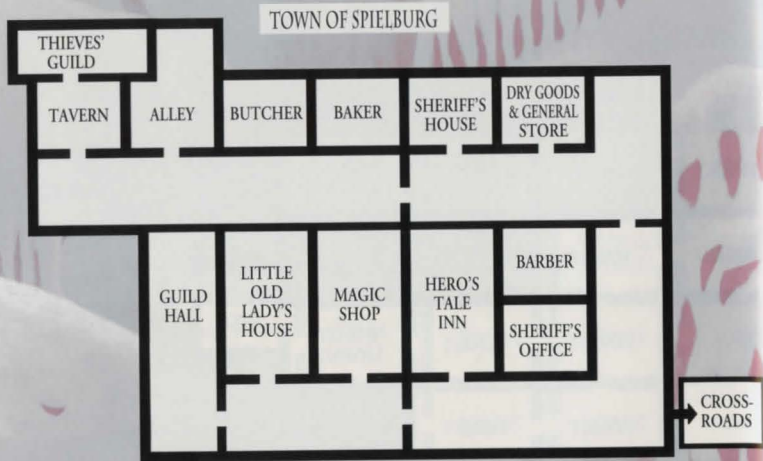 TOWN OF SPIELBURG
THIEVES'
GUILD
TAVERN
ALLEY
BUTCHER
BAKER
SHERIFF'S
HOUSE
DRY GOODS
& GENERAL
STORE
GUILD
HALL
LITTLE
OLD
LADY'S
HOUSE
MAGIC
SHOP
HERO'S
TALE
INN
BARBER
SHERIFF'S
OFFICE
CROSS-
ROADS